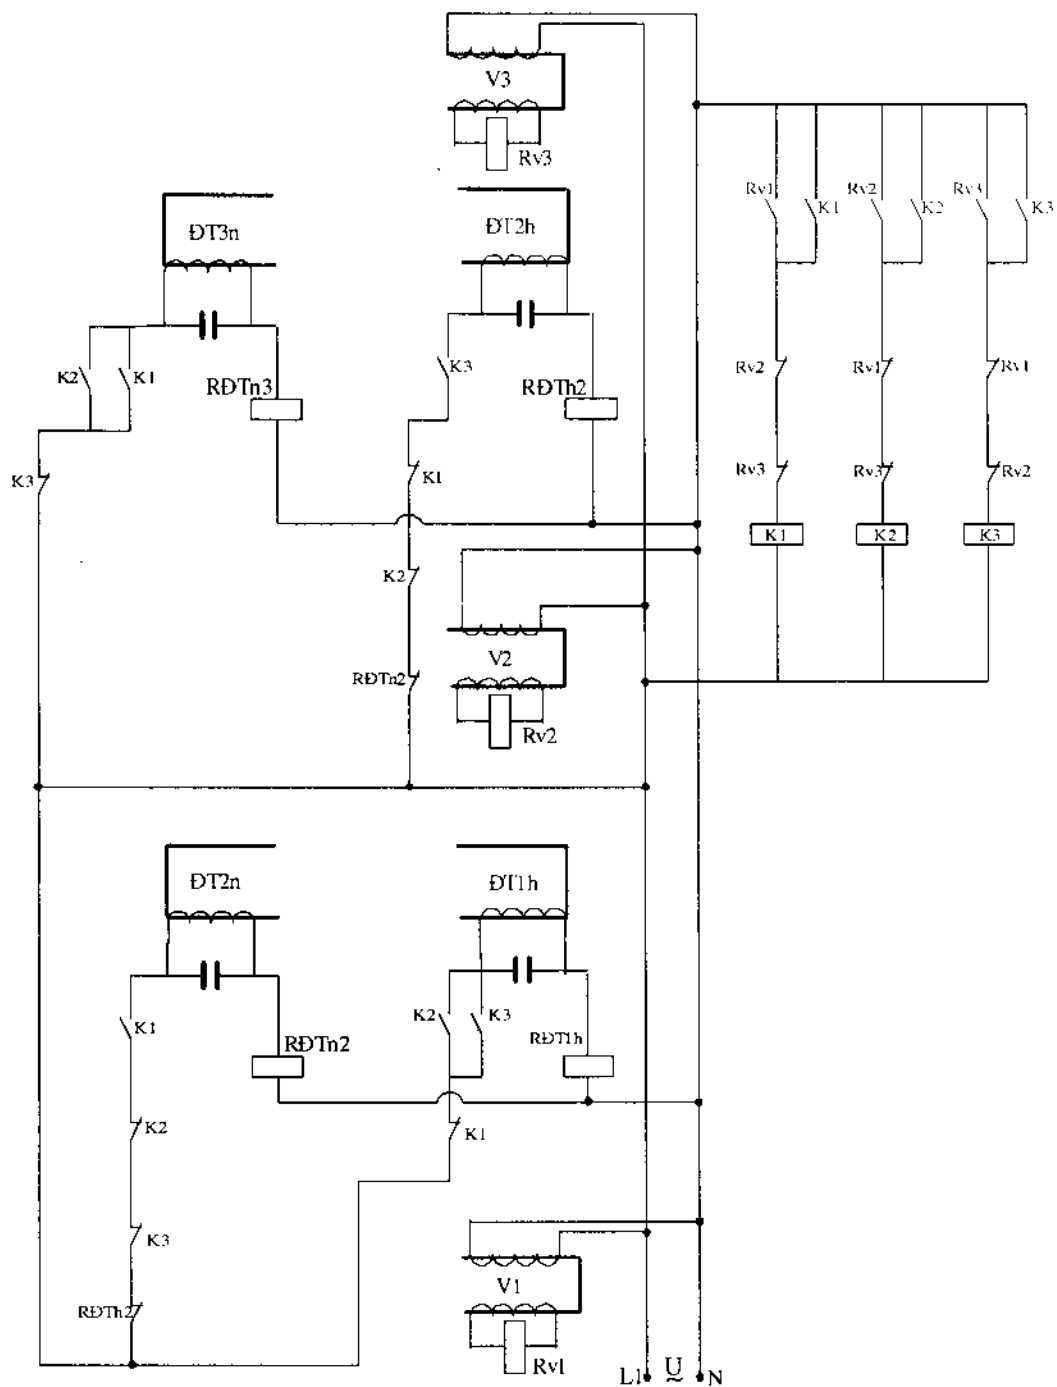 V3
Rv3
ĐT3n
ĐT2h
Rv1
K1
Rv2
K2
Rv3
K3
K2
K1
RĐTn3
K3
RĐTh2
Rv2
Rv1
Rv1
K3
K1
Rv3
Rv3
Rv2
K1
K2
K3
K2
V2
RĐTn2
Rv2
ĐT2n
ĐT1h
K1
K2
K3
RĐTn2
RĐT1h
K2
K1
K3
V1
RĐTh2
Rv1
L1
U
~
N